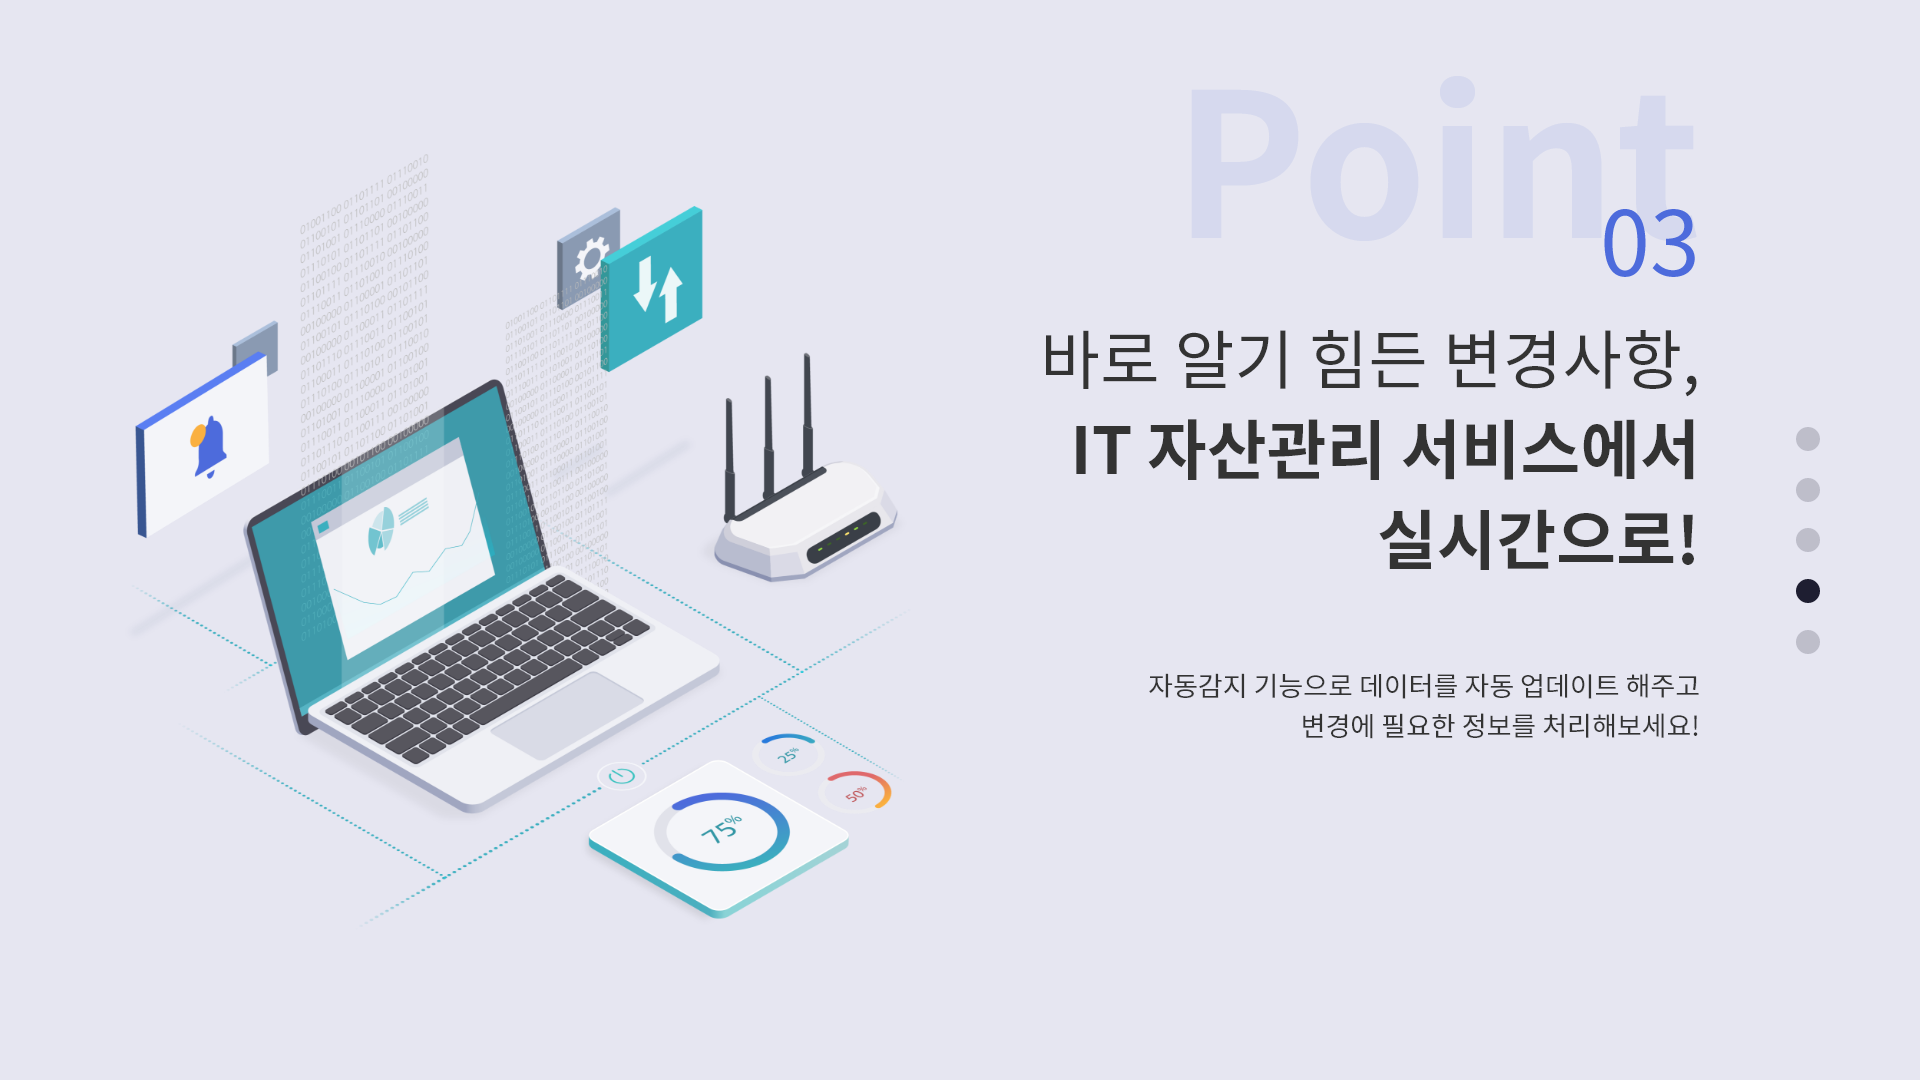 Point
03
바로 알기 힘든 변경사항,
IT 자산관리 서비스에서
실시간으로!
자동감지 기능으로 데이터를 자동 업데이트 해주고
변경에 필요한 정보를 처리해보세요!
25%
50%
75%